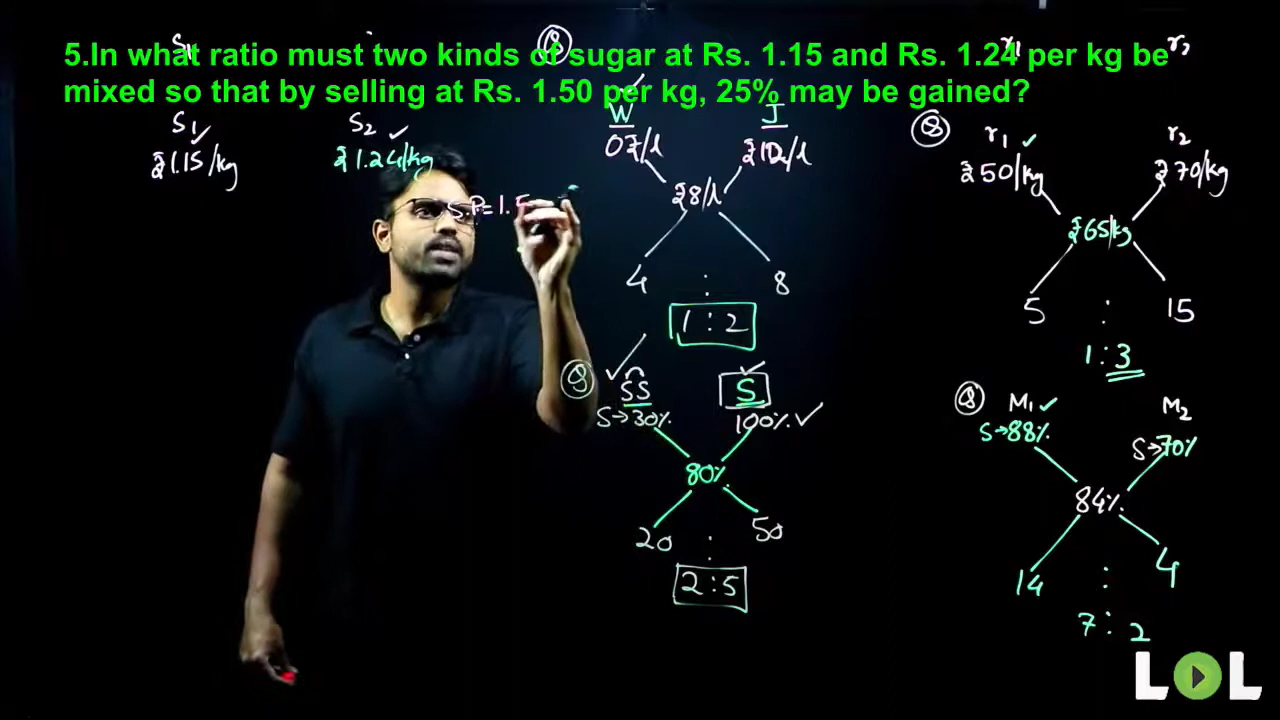 5.In what ratio must two kinds of sugar at Rs. 1.15 and Rs. 1.24 per kg be
mixed so that by selling at Rs. 1.50 per kg, 25% may be gained?
S1
r1
r2
S1
S2
₹1.15/kg
₹1.24/kg
S.P.=1.5
Q
W
J
0₹/l
₹12/l
₹8/l
4 : 8
1 : 2
Q
SS
S
S→30%
100%
80%
20 : 50
2 : 5
Q
r1
r2
₹50/kg
₹70/kg
₹65/kg
5 : 15
1 : 3
Q
M1
M2
S→88%
S→70%
84%
14 : 4
7 : 2
LOL